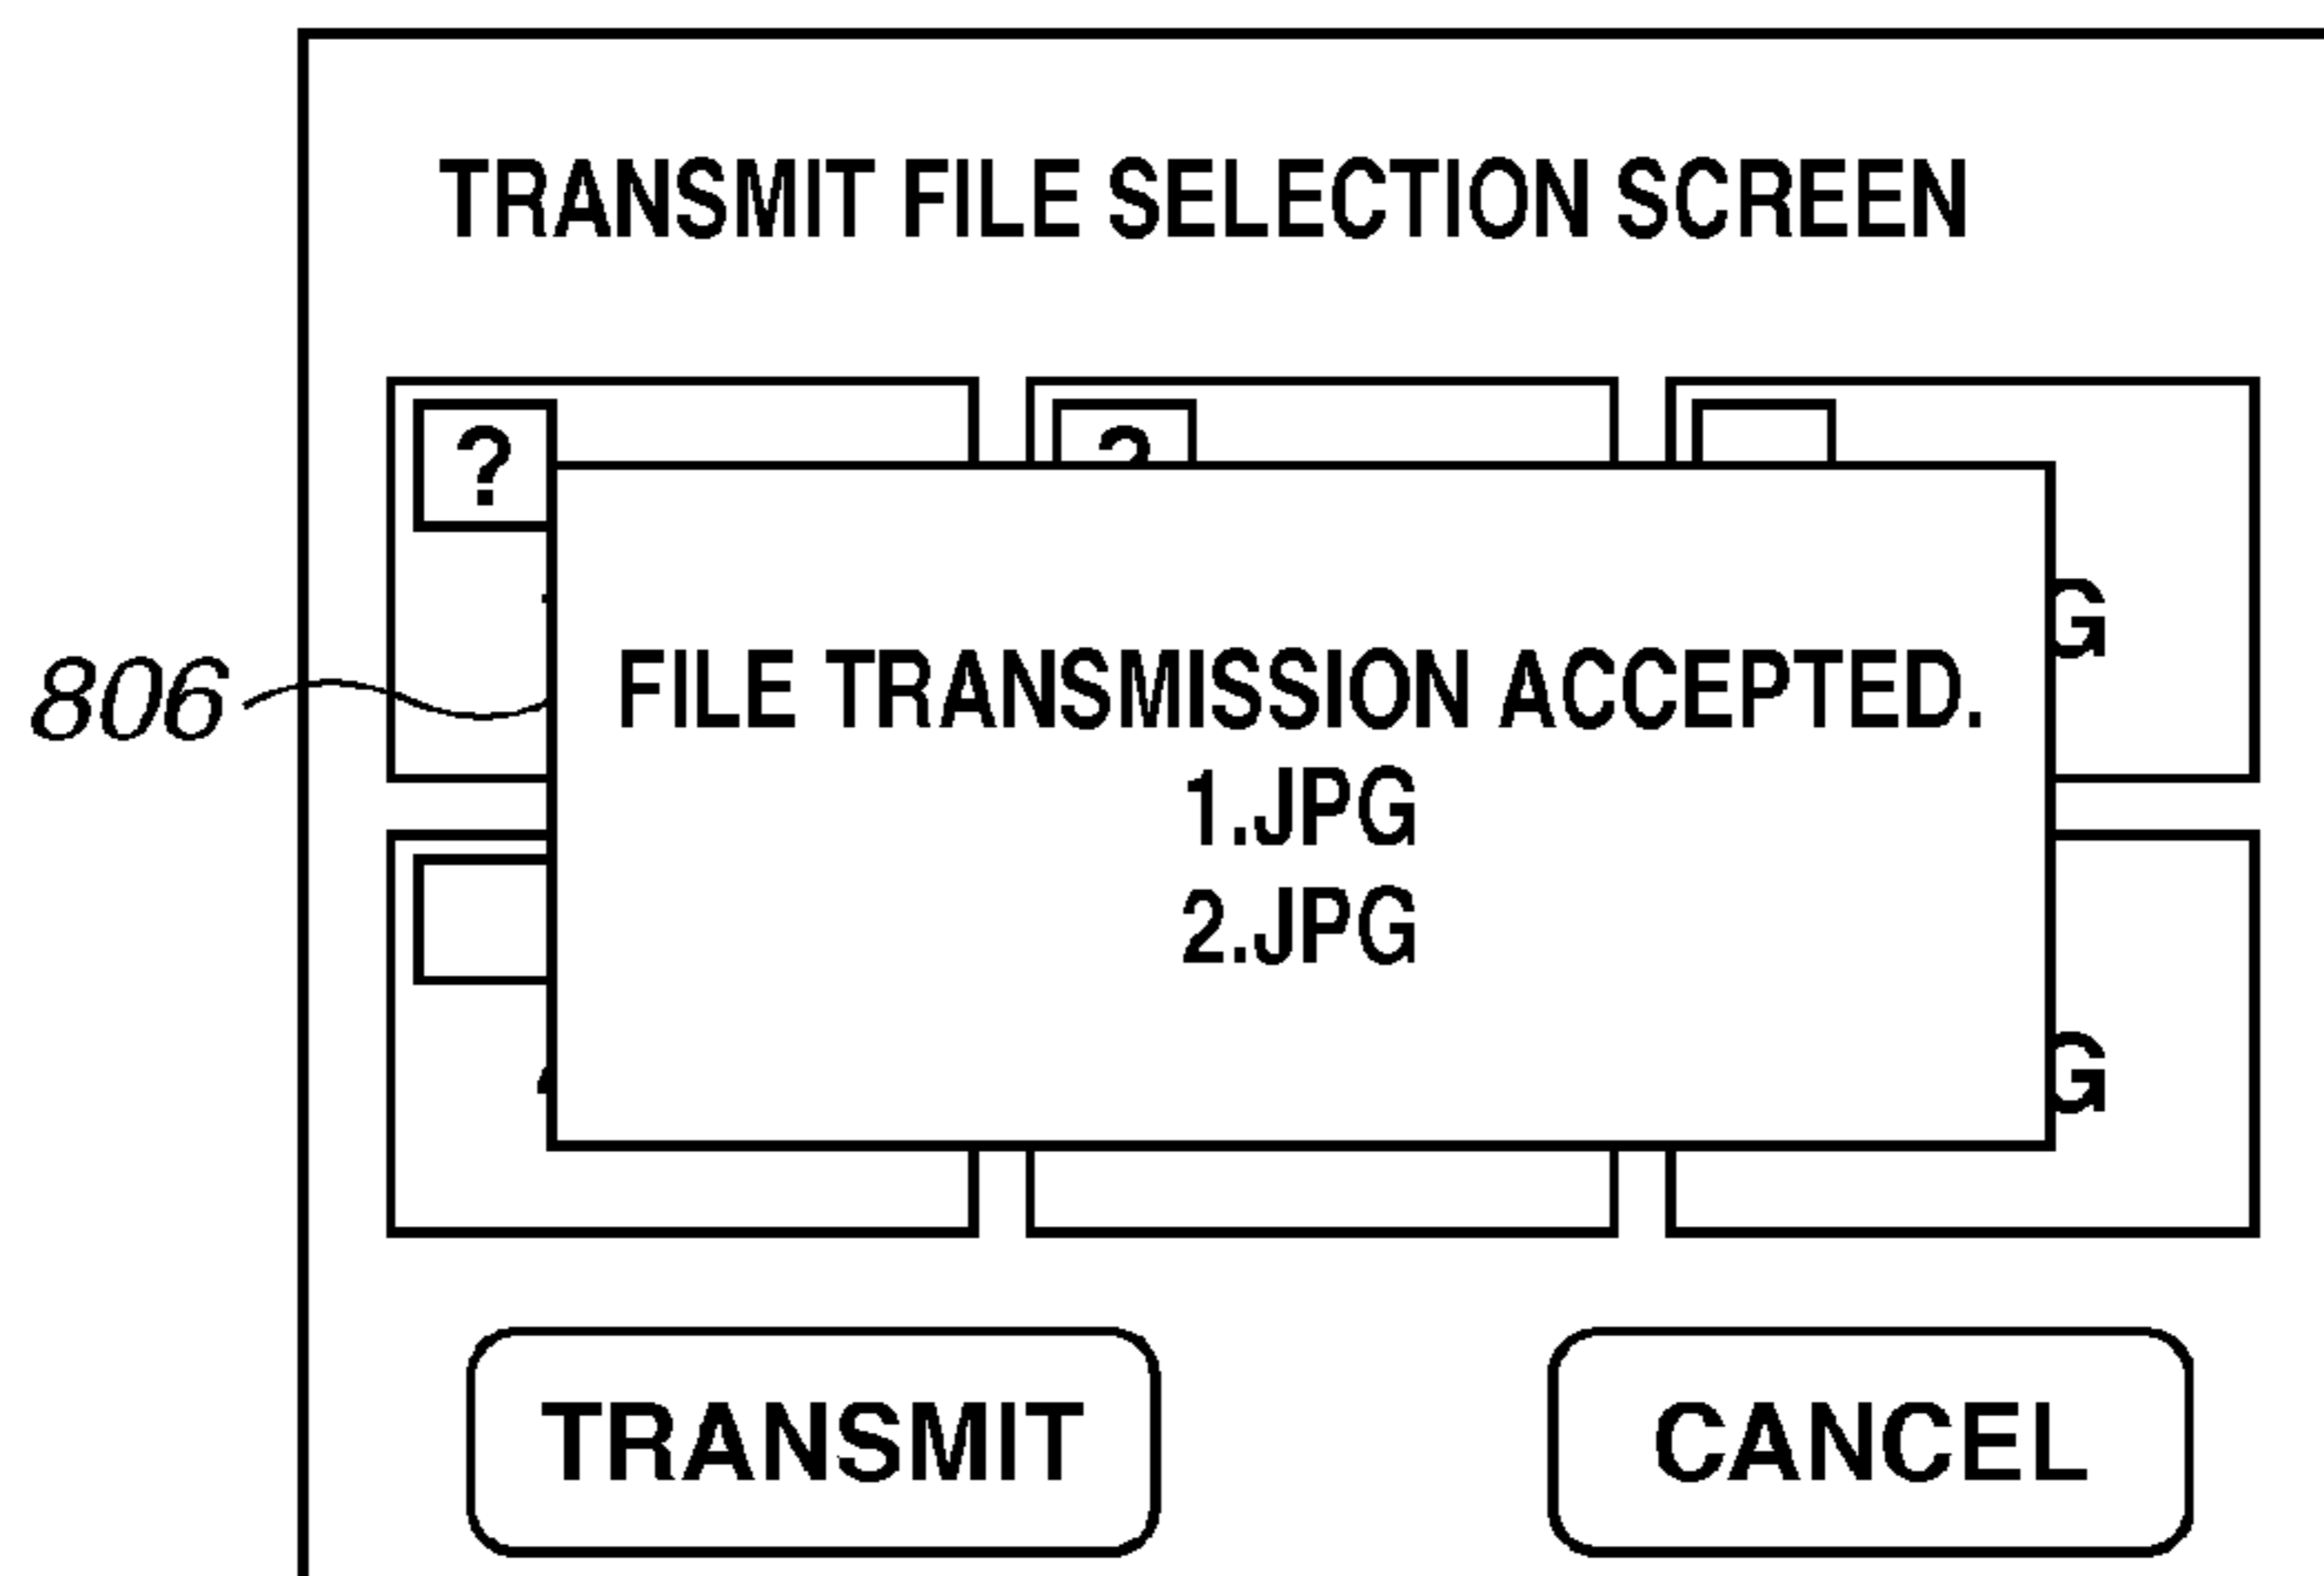 TRANSMIT FILE SELECTION SCREEN
?
?
G
806
FILE TRANSMISSION ACCEPTED.
1.JPG
2.JPG
G
TRANSMIT
CANCEL